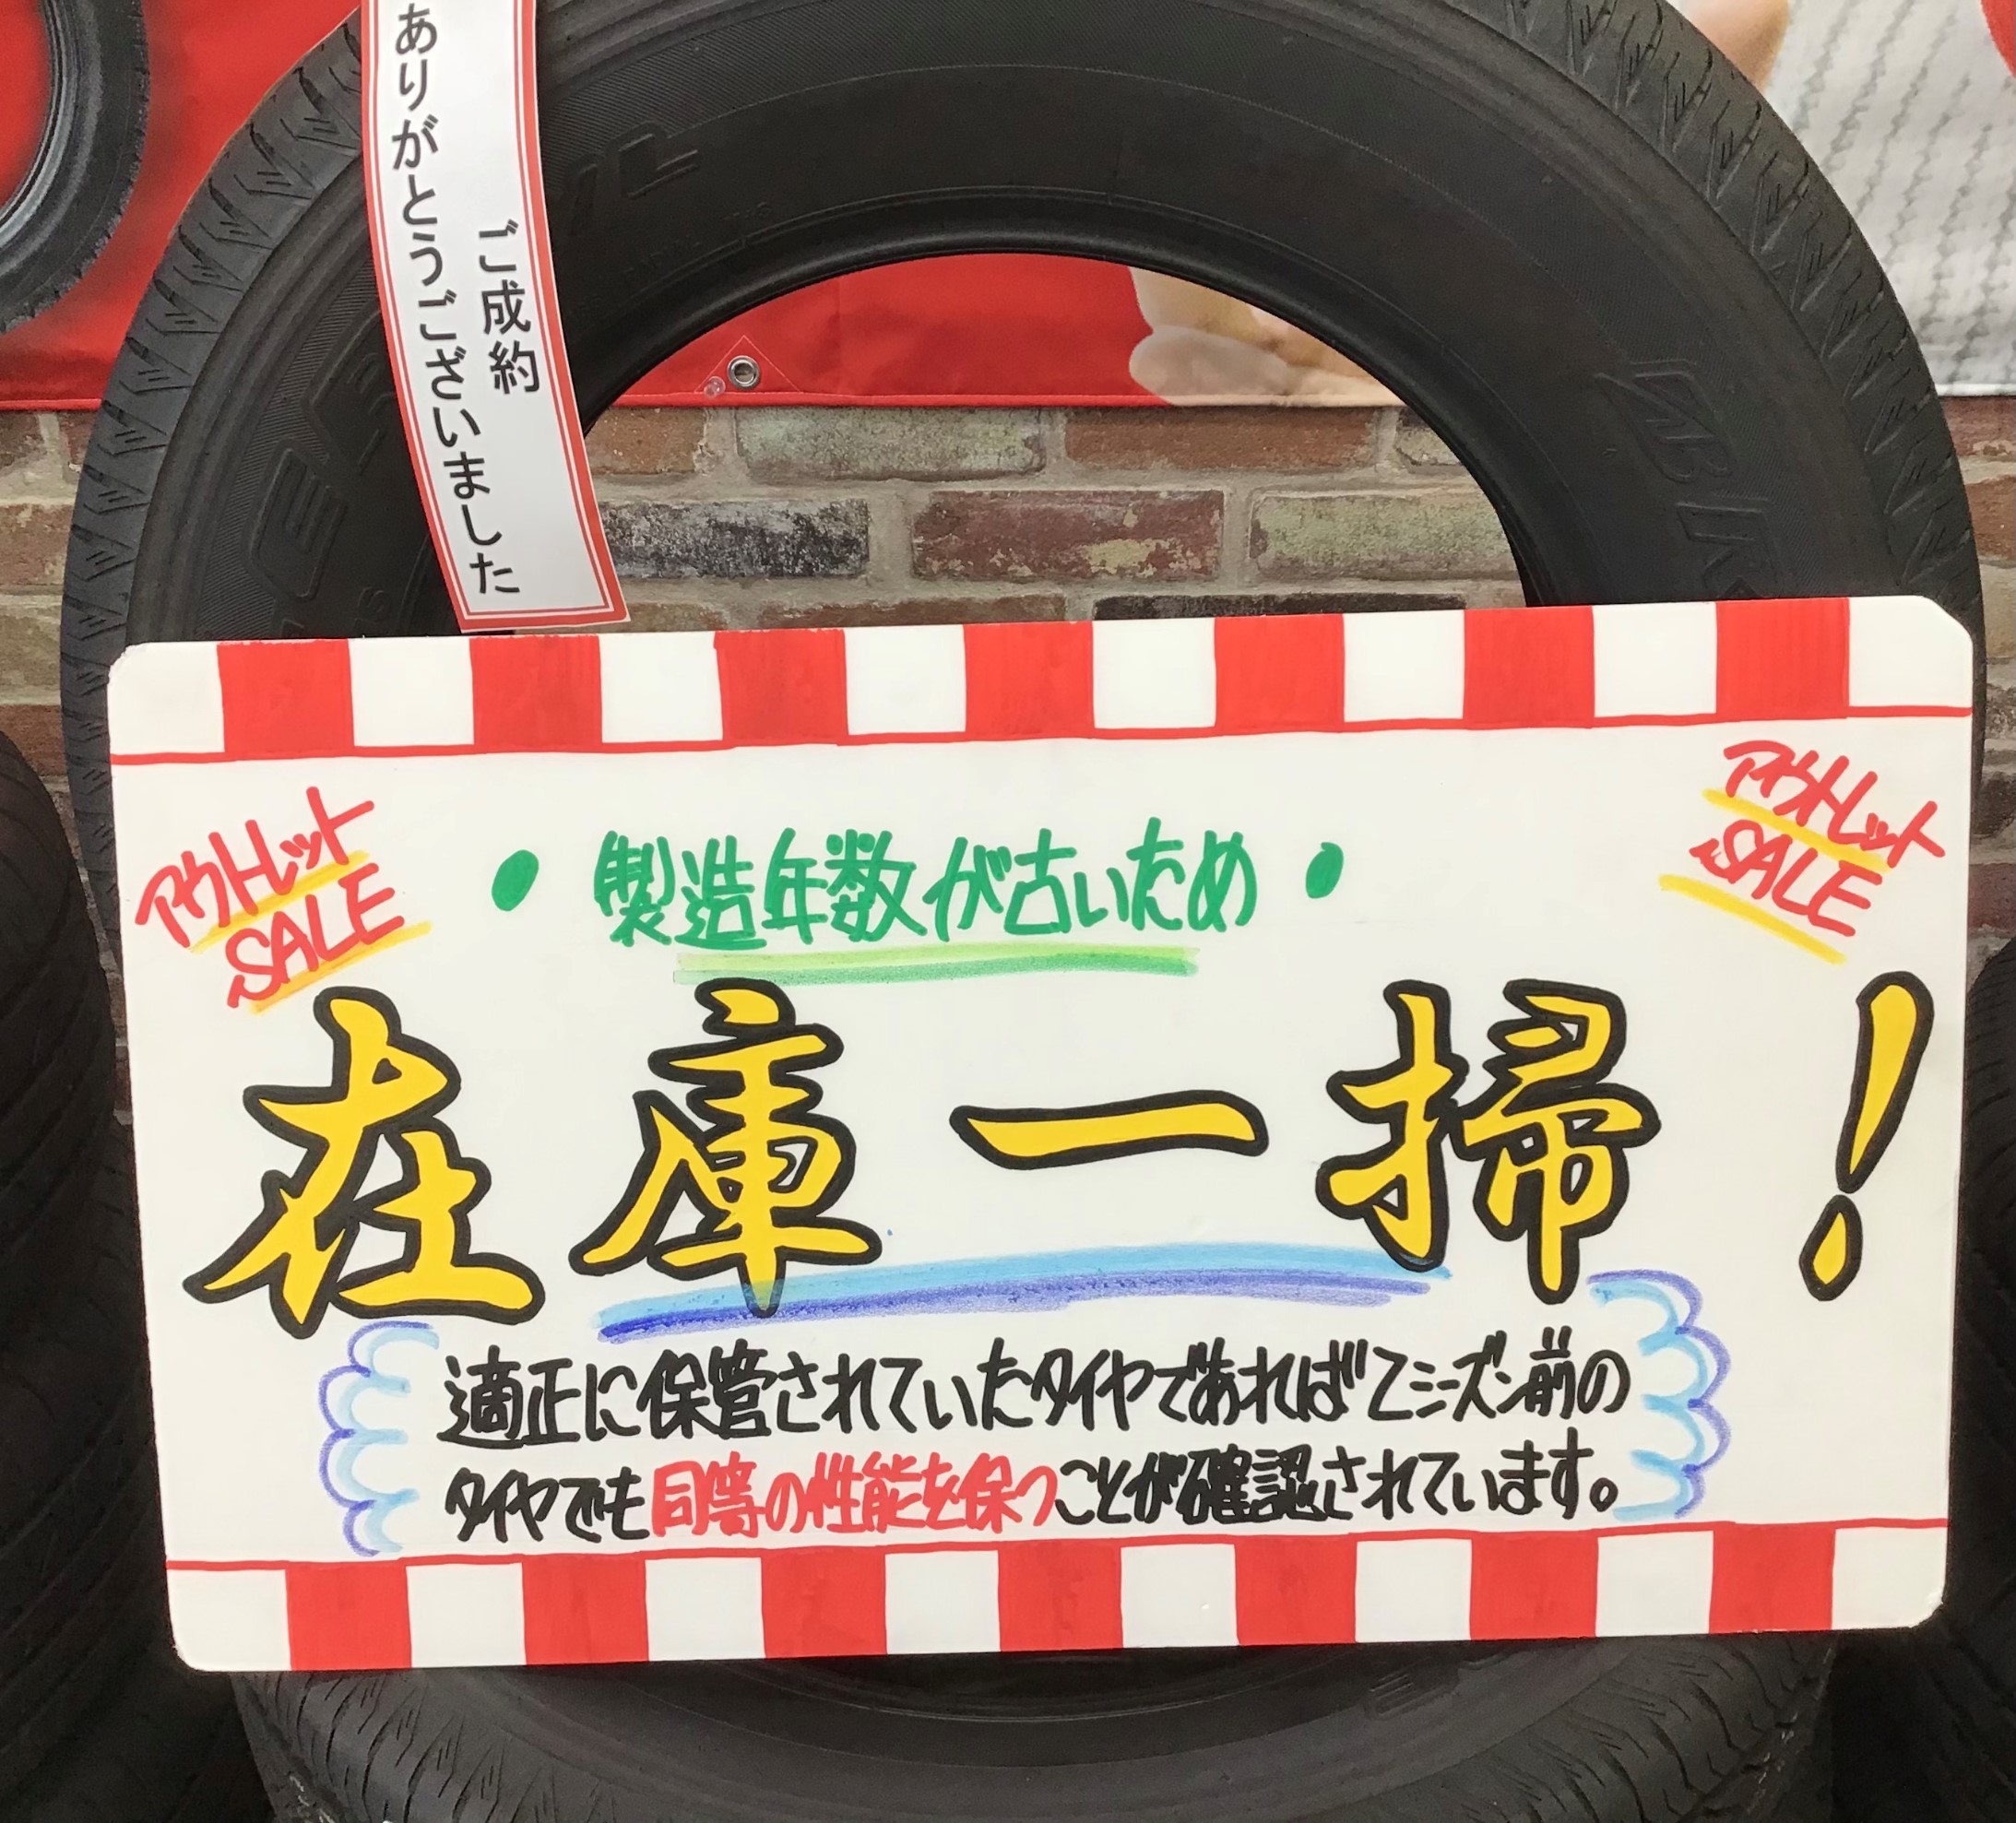 ご成約
ありがとうございました
アウトレット
SALE
アウトレット
SALE
・製造年数が古いため・
在庫一掃！
適正に保管されていたタイヤであれば2シーズン前の
タイヤでも同等の性能を保つことが確認されています。